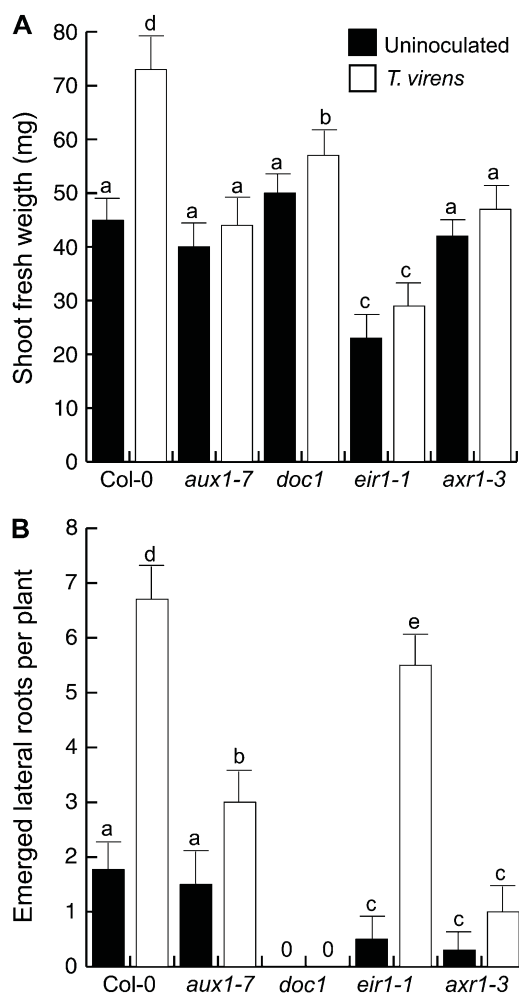 A
Shoot fresh weigth (mg)
80
70
60
50
40
30
20
10
0
Uninoculated
T. virens
a
d
a
a
a
b
c
c
a
a
Col-0
aux1-7
doc1
eir1-1
axr1-3
B
Emerged lateral roots per plant
8
7
6
5
4
3
2
1
0
a
d
a
b
0
0
c
e
c
c
Col-0
aux1-7
doc1
eir1-1
axr1-3